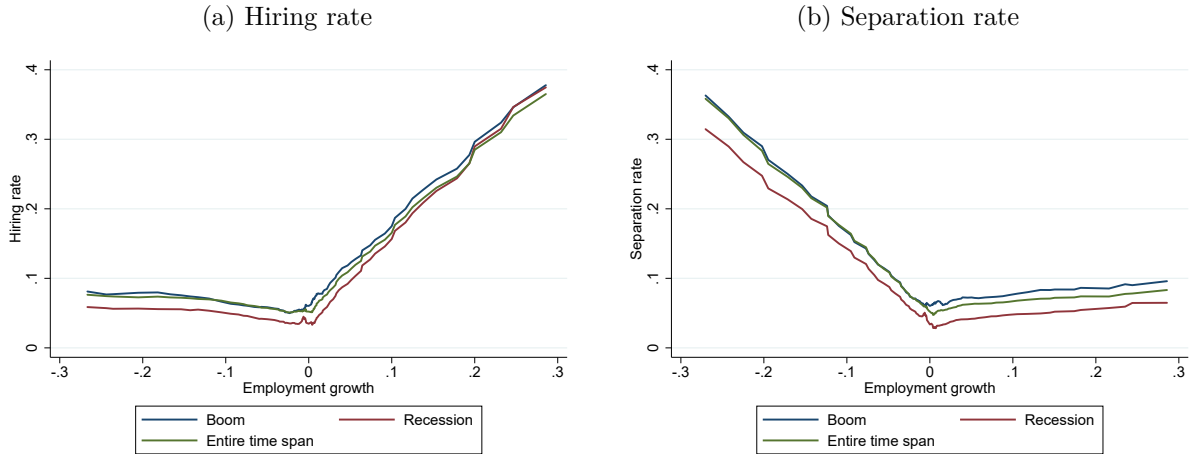 (a) Hiring rate
Hiring rate
.4
.3
.2
.1
0
-.3 -.2 -.1 0 .1 .2 .3
Employment growth
Boom Recession
Entire time span
(b) Separation rate
Separation rate
.4
.3
.2
.1
0
-.3 -.2 -.1 0 .1 .2 .3
Employment growth
Boom Recession
Entire time span